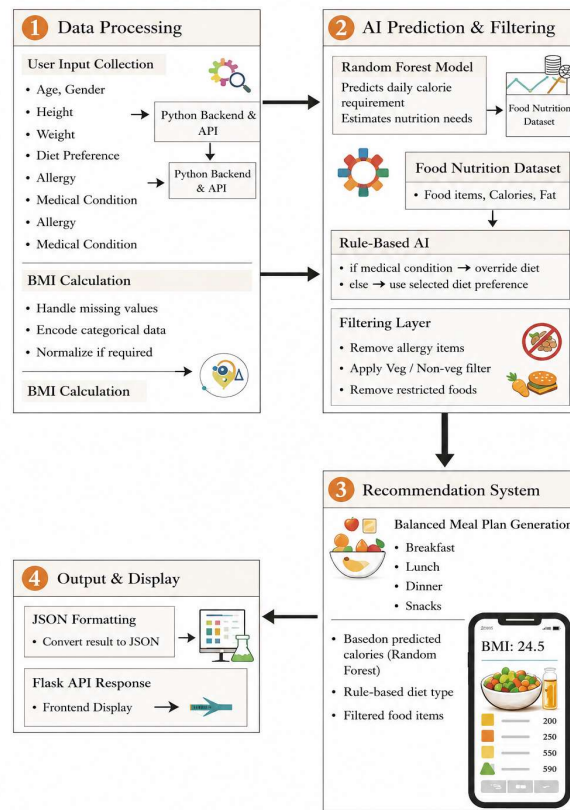 1 Data Processing
User Input Collection
• Age, Gender
• Height
• Weight
• Diet Preference
• Allergy
• Medical Condition
• Allergy
• Medical Condition
Python Backend &
API
Python Backend
& API
BMI Calculation
• Handle missing values
• Encode categorical data
• Normalize if required
BMI Calculation
2 AI Prediction & Filtering
Random Forest Model
Predicts daily calorie
requirement
Estimates nutrition needs
Food Nutrition
Dataset
Food Nutrition Dataset
• Food items, Calories, Fat
Rule-Based AI
• if medical condition → override diet
• else → use selected diet preference
Filtering Layer
• Remove allergy items
• Apply Veg / Non-veg filter
• Remove restricted foods
3 Recommendation System
Balanced Meal Plan Generation
• Breakfast
• Lunch
• Dinner
• Snacks
• Basedon predicted
calories (Random
Forest)
• Rule-based diet type
• Filtered food items
BMI: 24.5
200
250
550
590
4 Output & Display
JSON Formatting
• Convert result to JSON
Flask API Response
• Frontend Display